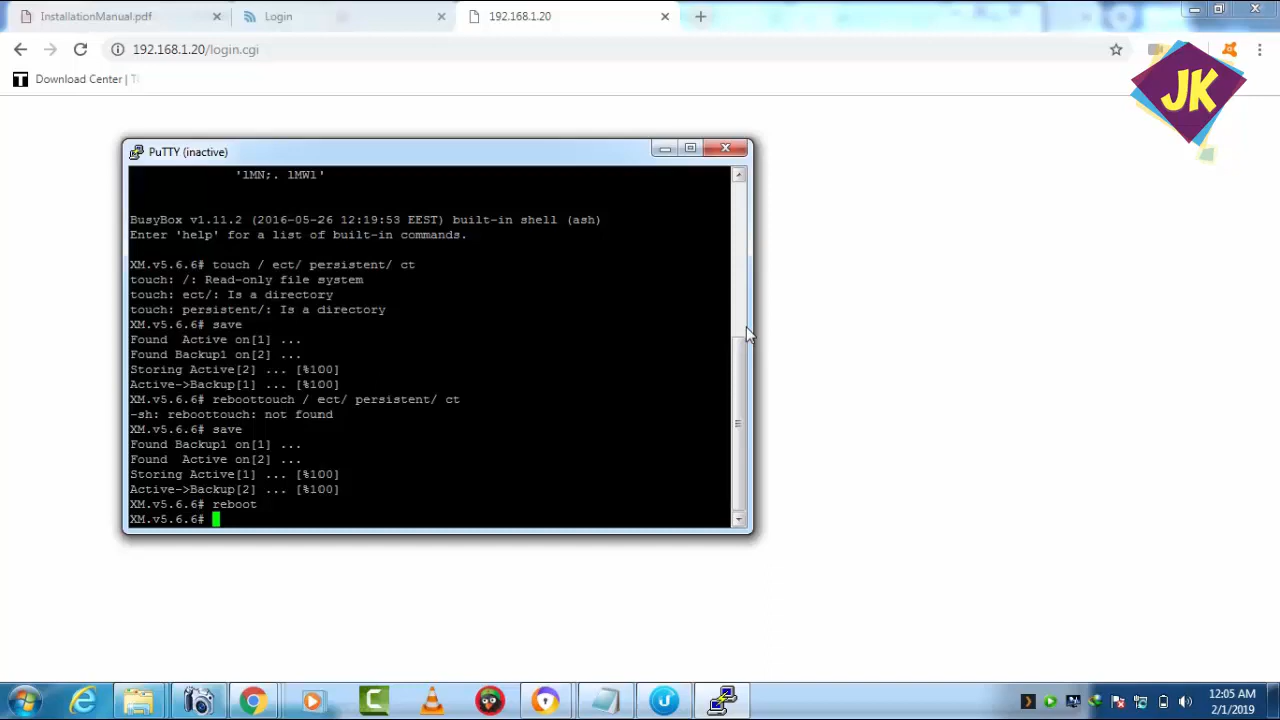 InstallationManual.pdf
Login
192.168.1.20
192.168.1.20/login.cgi
Download Center | T
JK
PuTTY (inactive)
'lMN;. lMWl'
BusyBox v1.11.2 (2016-05-26 12:19:53 EEST) built-in shell (ash)
Enter 'help' for a list of built-in commands.
XM.v5.6.6# touch / ect/ persistent/ ct
touch: /: Read-only file system
touch: ect/: Is a directory
touch: persistent/: Is a directory
XM.v5.6.6# save
Found  Active on[1] ...
Found Backup1 on[2] ...
Storing Active[2] ... [%100]
Active->Backup[1] ... [%100]
XM.v5.6.6# reboottouch / ect/ persistent/ ct
-sh: reboottouch: not found
XM.v5.6.6# save
Found Backup1 on[1] ...
Found  Active on[2] ...
Storing Active[1] ... [%100]
Active->Backup[2] ... [%100]
XM.v5.6.6# reboot
XM.v5.6.6#
12:05 AM
2/1/2019